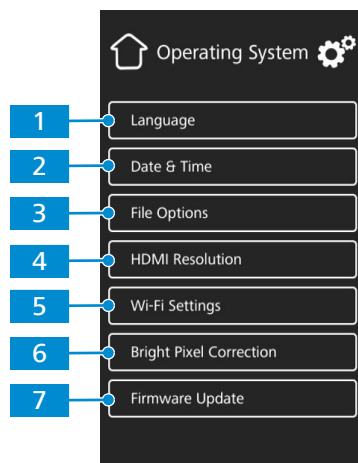 Operating System
1 Language
2 Date & Time
3 File Options
4 HDMI Resolution
5 Wi-Fi Settings
6 Bright Pixel Correction
7 Firmware Update